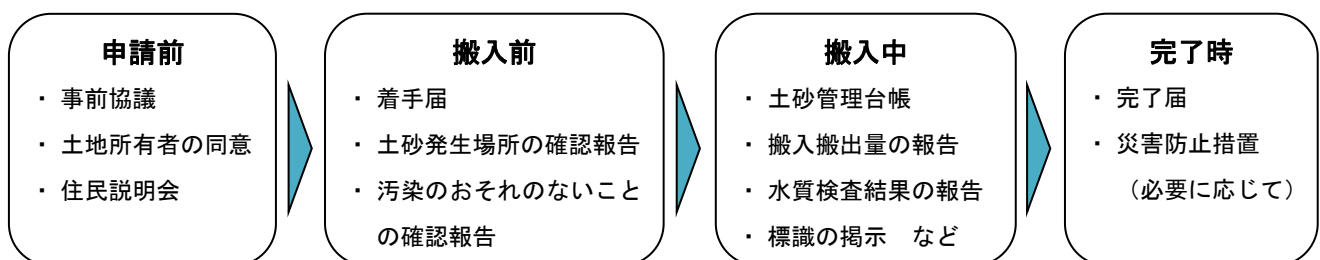 申請前
・ 事前協議
・ 土地所有者の同意
・ 住民説明会
搬入前
・ 着手届
・ 土砂発生場所の確認報告
・ 汚染のおそれのないこと
の確認報告
搬入中
・ 土砂管理台帳
・ 搬入搬出量の報告
・ 水質検査結果の報告
・ 標識の掲示　など
完了時
・ 完了届
・ 災害防止措置
（必要に応じて）